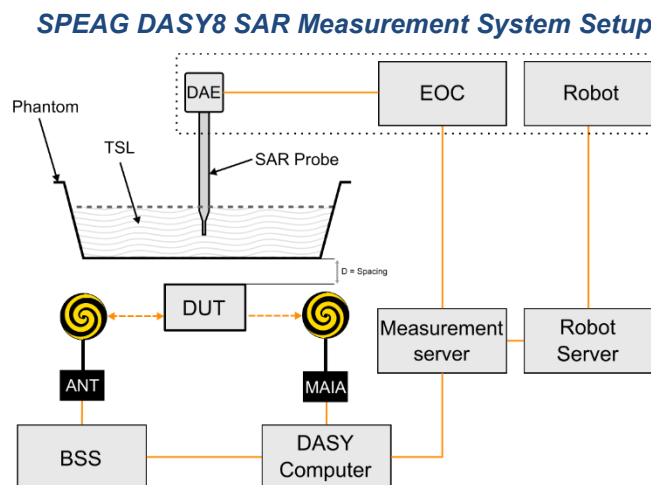 SPEAG DASY8 SAR Measurement System Setup
DAE
EOC
Robot
Phantom
TSL
SAR Probe
D = Spacing
DUT
Measurement
server
Robot
Server
ANT
MAIA
BSS
DASY
Computer